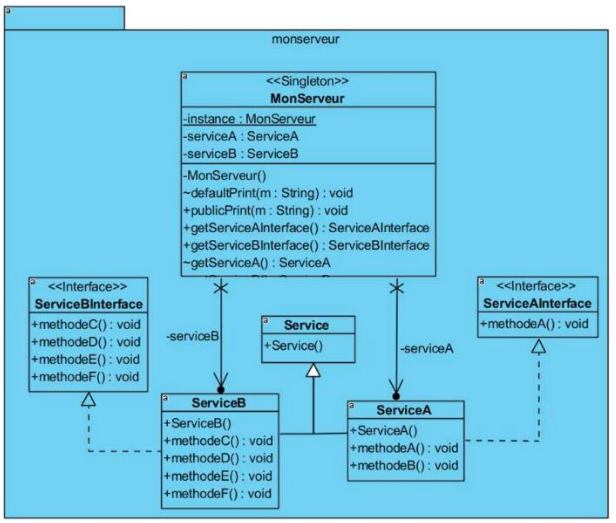 a
monserveur
a
<<Singleton>>
MonServeur
-instance : MonServeur
-serviceA : ServiceA
-serviceB : ServiceB
-MonServeur()
~defaultPrint(m : String) : void
+publicPrint(m : String) : void
+getServiceAInterface() : ServiceAInterface
+getServiceBInterface() : ServiceBInterface
~getServiceA() : ServiceA
a
<<Interface>>
ServiceBInterface
+methodeC() : void
+methodeD() : void
+methodeE() : void
+methodeF() : void
a
<<Interface>>
ServiceAInterface
+methodeA() : void
a
Service
+Service()
-serviceB
-serviceA
a
ServiceB
+ServiceB()
+methodeC() : void
+methodeD() : void
+methodeE() : void
+methodeF() : void
a
ServiceA
+ServiceA()
+methodeA() : void
+methodeB() : void